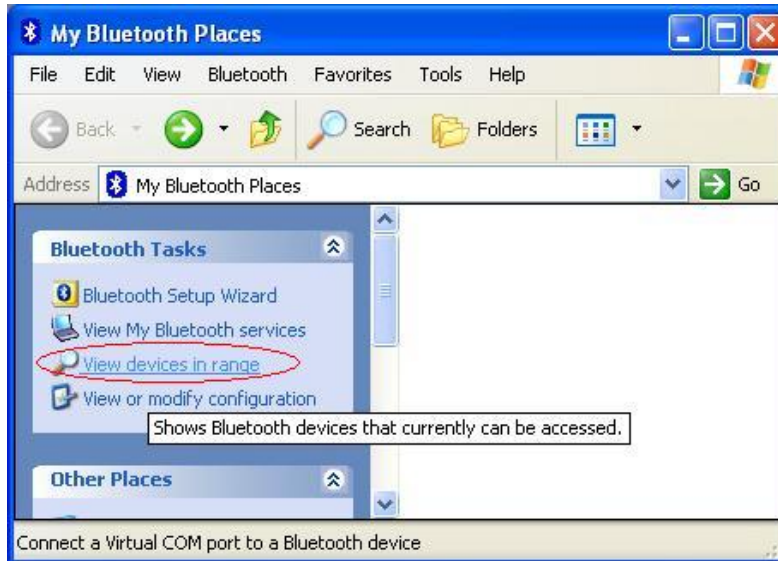 My Bluetooth Places
File Edit View Bluetooth Favorites Tools Help
Back Search Folders
Address My Bluetooth Places Go
Bluetooth Tasks
Bluetooth Setup Wizard
View My Bluetooth services
View devices in range
View or modify configuration
Shows Bluetooth devices that currently can be accessed.
Other Places
Connect a Virtual COM port to a Bluetooth device